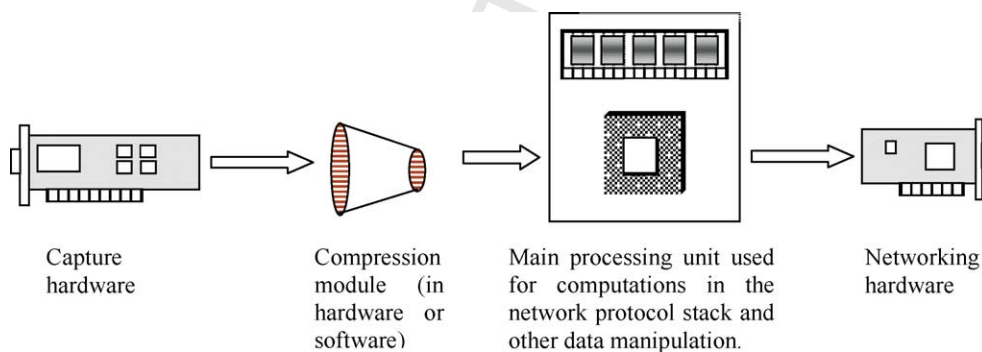 Capture
hardware
Compression
module (in
hardware or
software)
Main processing unit used
for computations in the
network protocol stack and
other data manipulation.
Networking
hardware